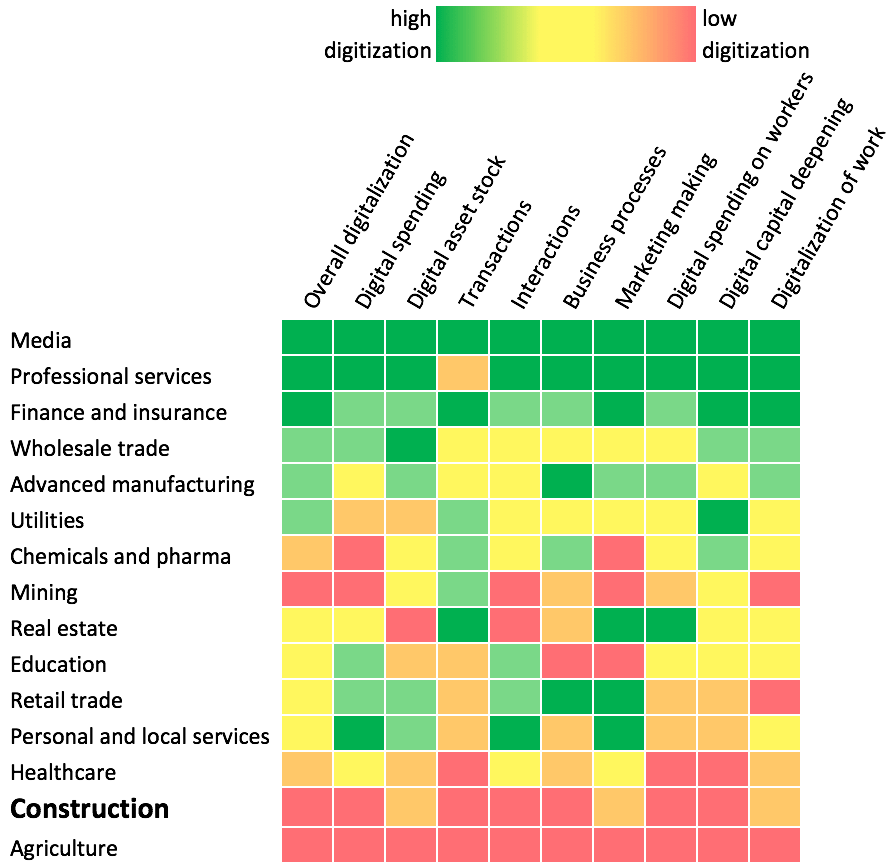 high
digitization
low
digitization
Overall digitalization
Digital spending
Digital asset stock
Transactions
Interactions
Business processes
Marketing making
Digital spending on workers
Digital capital deepening
Digitalization of work
Media
Professional services
Finance and insurance
Wholesale trade
Advanced manufacturing
Utilities
Chemicals and pharma
Mining
Real estate
Education
Retail trade
Personal and local services
Healthcare
Construction
Agriculture